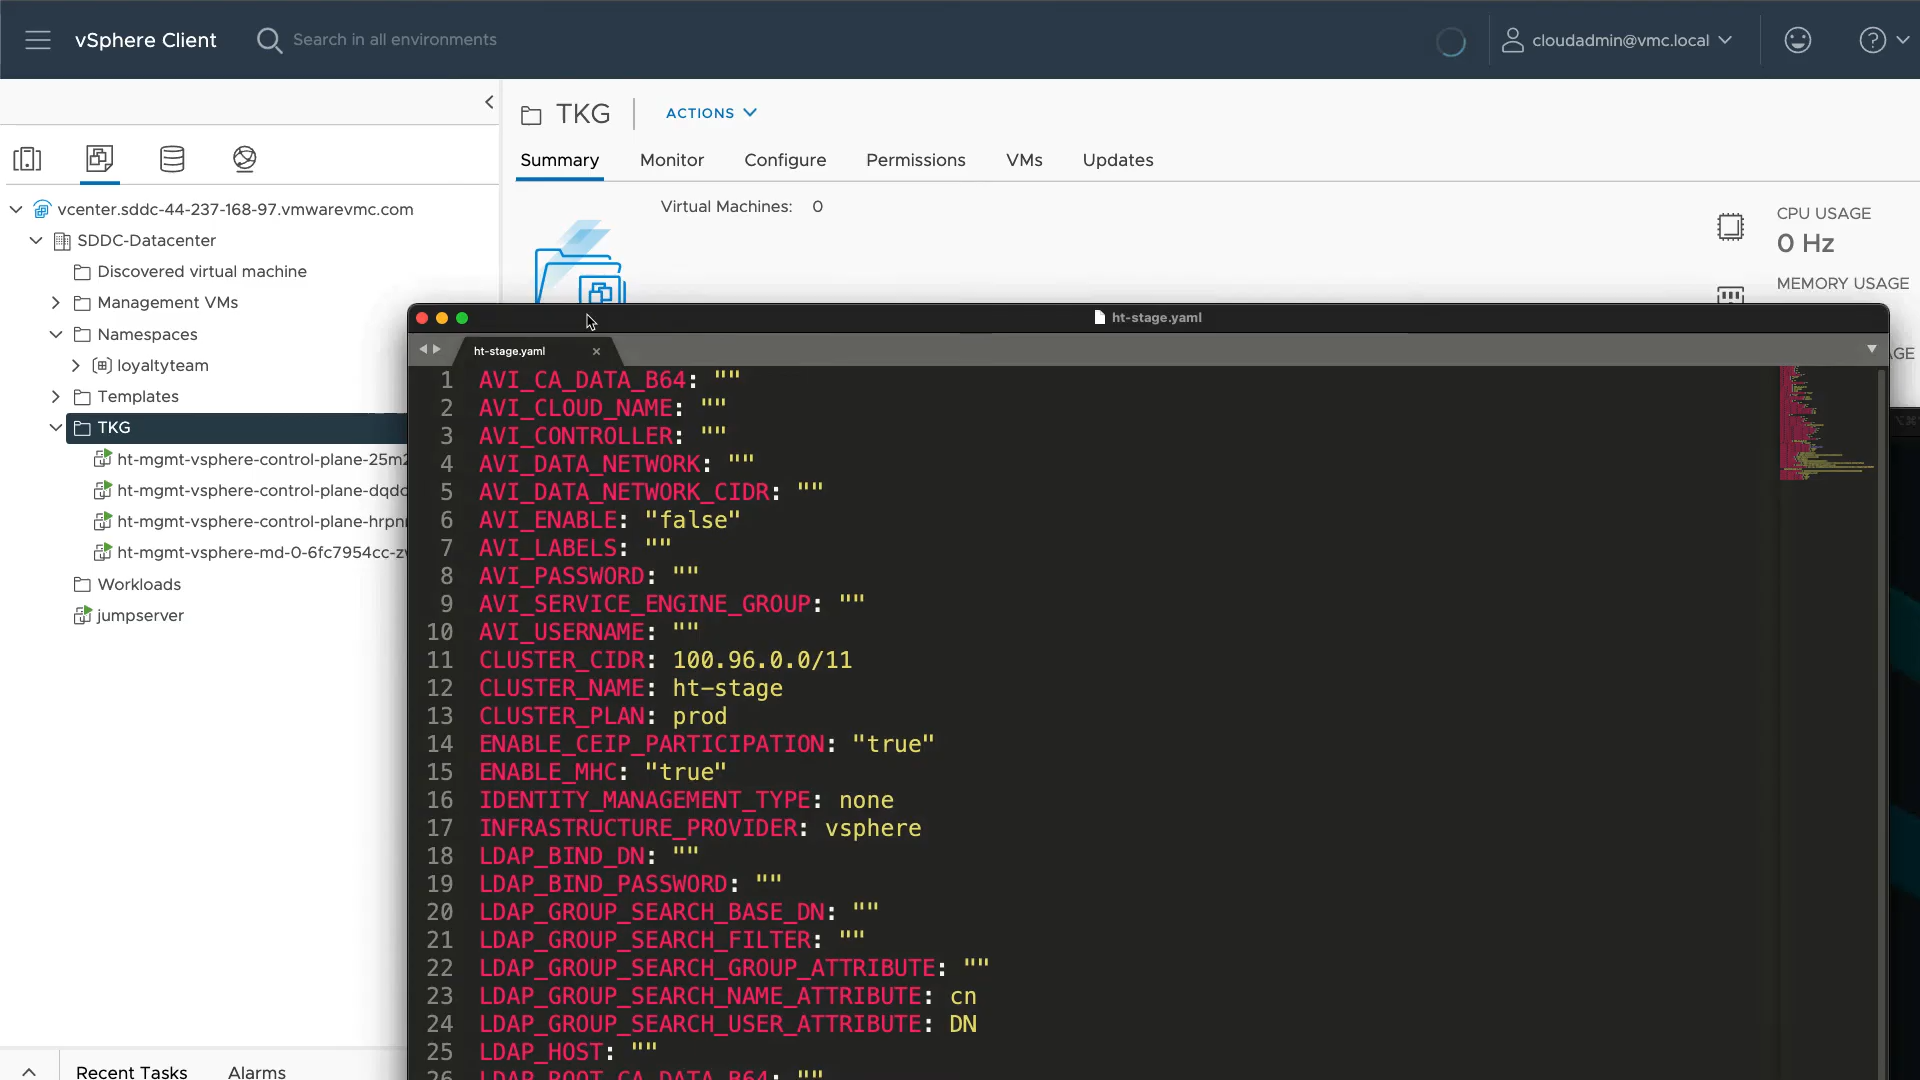 vSphere Client
Search in all environments
cloudadmin@vmc.local
TKG
ACTIONS
Summary
Monitor
Configure
Permissions
VMs
Updates
vcenter.sddc-44-237-168-97.vmwarevmc.com
SDDC-Datacenter
Discovered virtual machine
Management VMs
Namespaces
loyaltyteam
Templates
TKG
ht-mgmt-vsphere-control-plane-25m2
ht-mgmt-vsphere-control-plane-dqdc
ht-mgmt-vsphere-control-plane-hrpn
ht-mgmt-vsphere-md-0-6fc7954cc-z
Workloads
jumpserver
Virtual Machines: 0
CPU USAGE
0 Hz
MEMORY USAGE
ht-stage.yaml
ht-stage.yaml
1 AVI_CA_DATA_B64: ""
2 AVI_CLOUD_NAME: ""
3 AVI_CONTROLLER: ""
4 AVI_DATA_NETWORK: ""
5 AVI_DATA_NETWORK_CIDR: ""
6 AVI_ENABLE: "false"
7 AVI_LABELS: ""
8 AVI_PASSWORD: ""
9 AVI_SERVICE_ENGINE_GROUP: ""
10 AVI_USERNAME: ""
11 CLUSTER_CIDR: 100.96.0.0/11
12 CLUSTER_NAME: ht-stage
13 CLUSTER_PLAN: prod
14 ENABLE_CEIP_PARTICIPATION: "true"
15 ENABLE_MHC: "true"
16 IDENTITY_MANAGEMENT_TYPE: none
17 INFRASTRUCTURE_PROVIDER: vsphere
18 LDAP_BIND_DN: ""
19 LDAP_BIND_PASSWORD: ""
20 LDAP_GROUP_SEARCH_BASE_DN: ""
21 LDAP_GROUP_SEARCH_FILTER: ""
22 LDAP_GROUP_SEARCH_GROUP_ATTRIBUTE: ""
23 LDAP_GROUP_SEARCH_NAME_ATTRIBUTE: cn
24 LDAP_GROUP_SEARCH_USER_ATTRIBUTE: DN
25 LDAP_HOST: ""
26 LDAP_ROOT_CA_DATA_B64: ""
Recent Tasks
Alarms